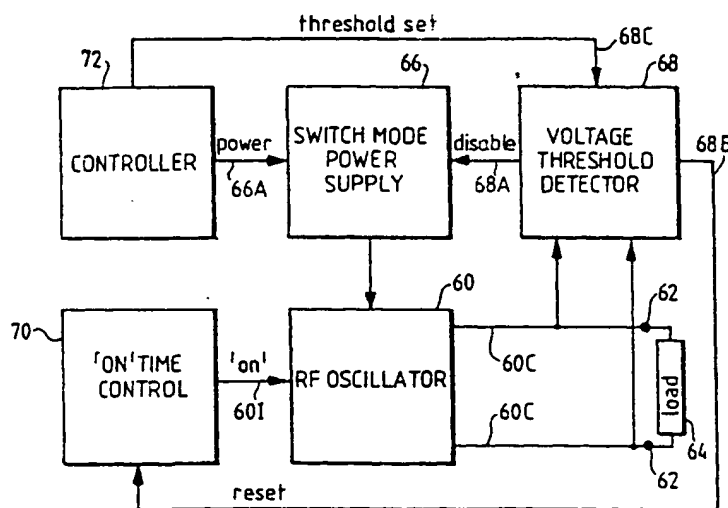 threshold set
68C
72
66
68
68B
CONTROLLER
power
66A
SWITCH MODE
POWER
SUPPLY
disable
68A
VOLTAGE
THRESHOLD
DETECTOR
60
62
70
'ON' TIME
CONTROL
'on'
60I
RF OSCILLATOR
60C
60C
load
64
62
reset